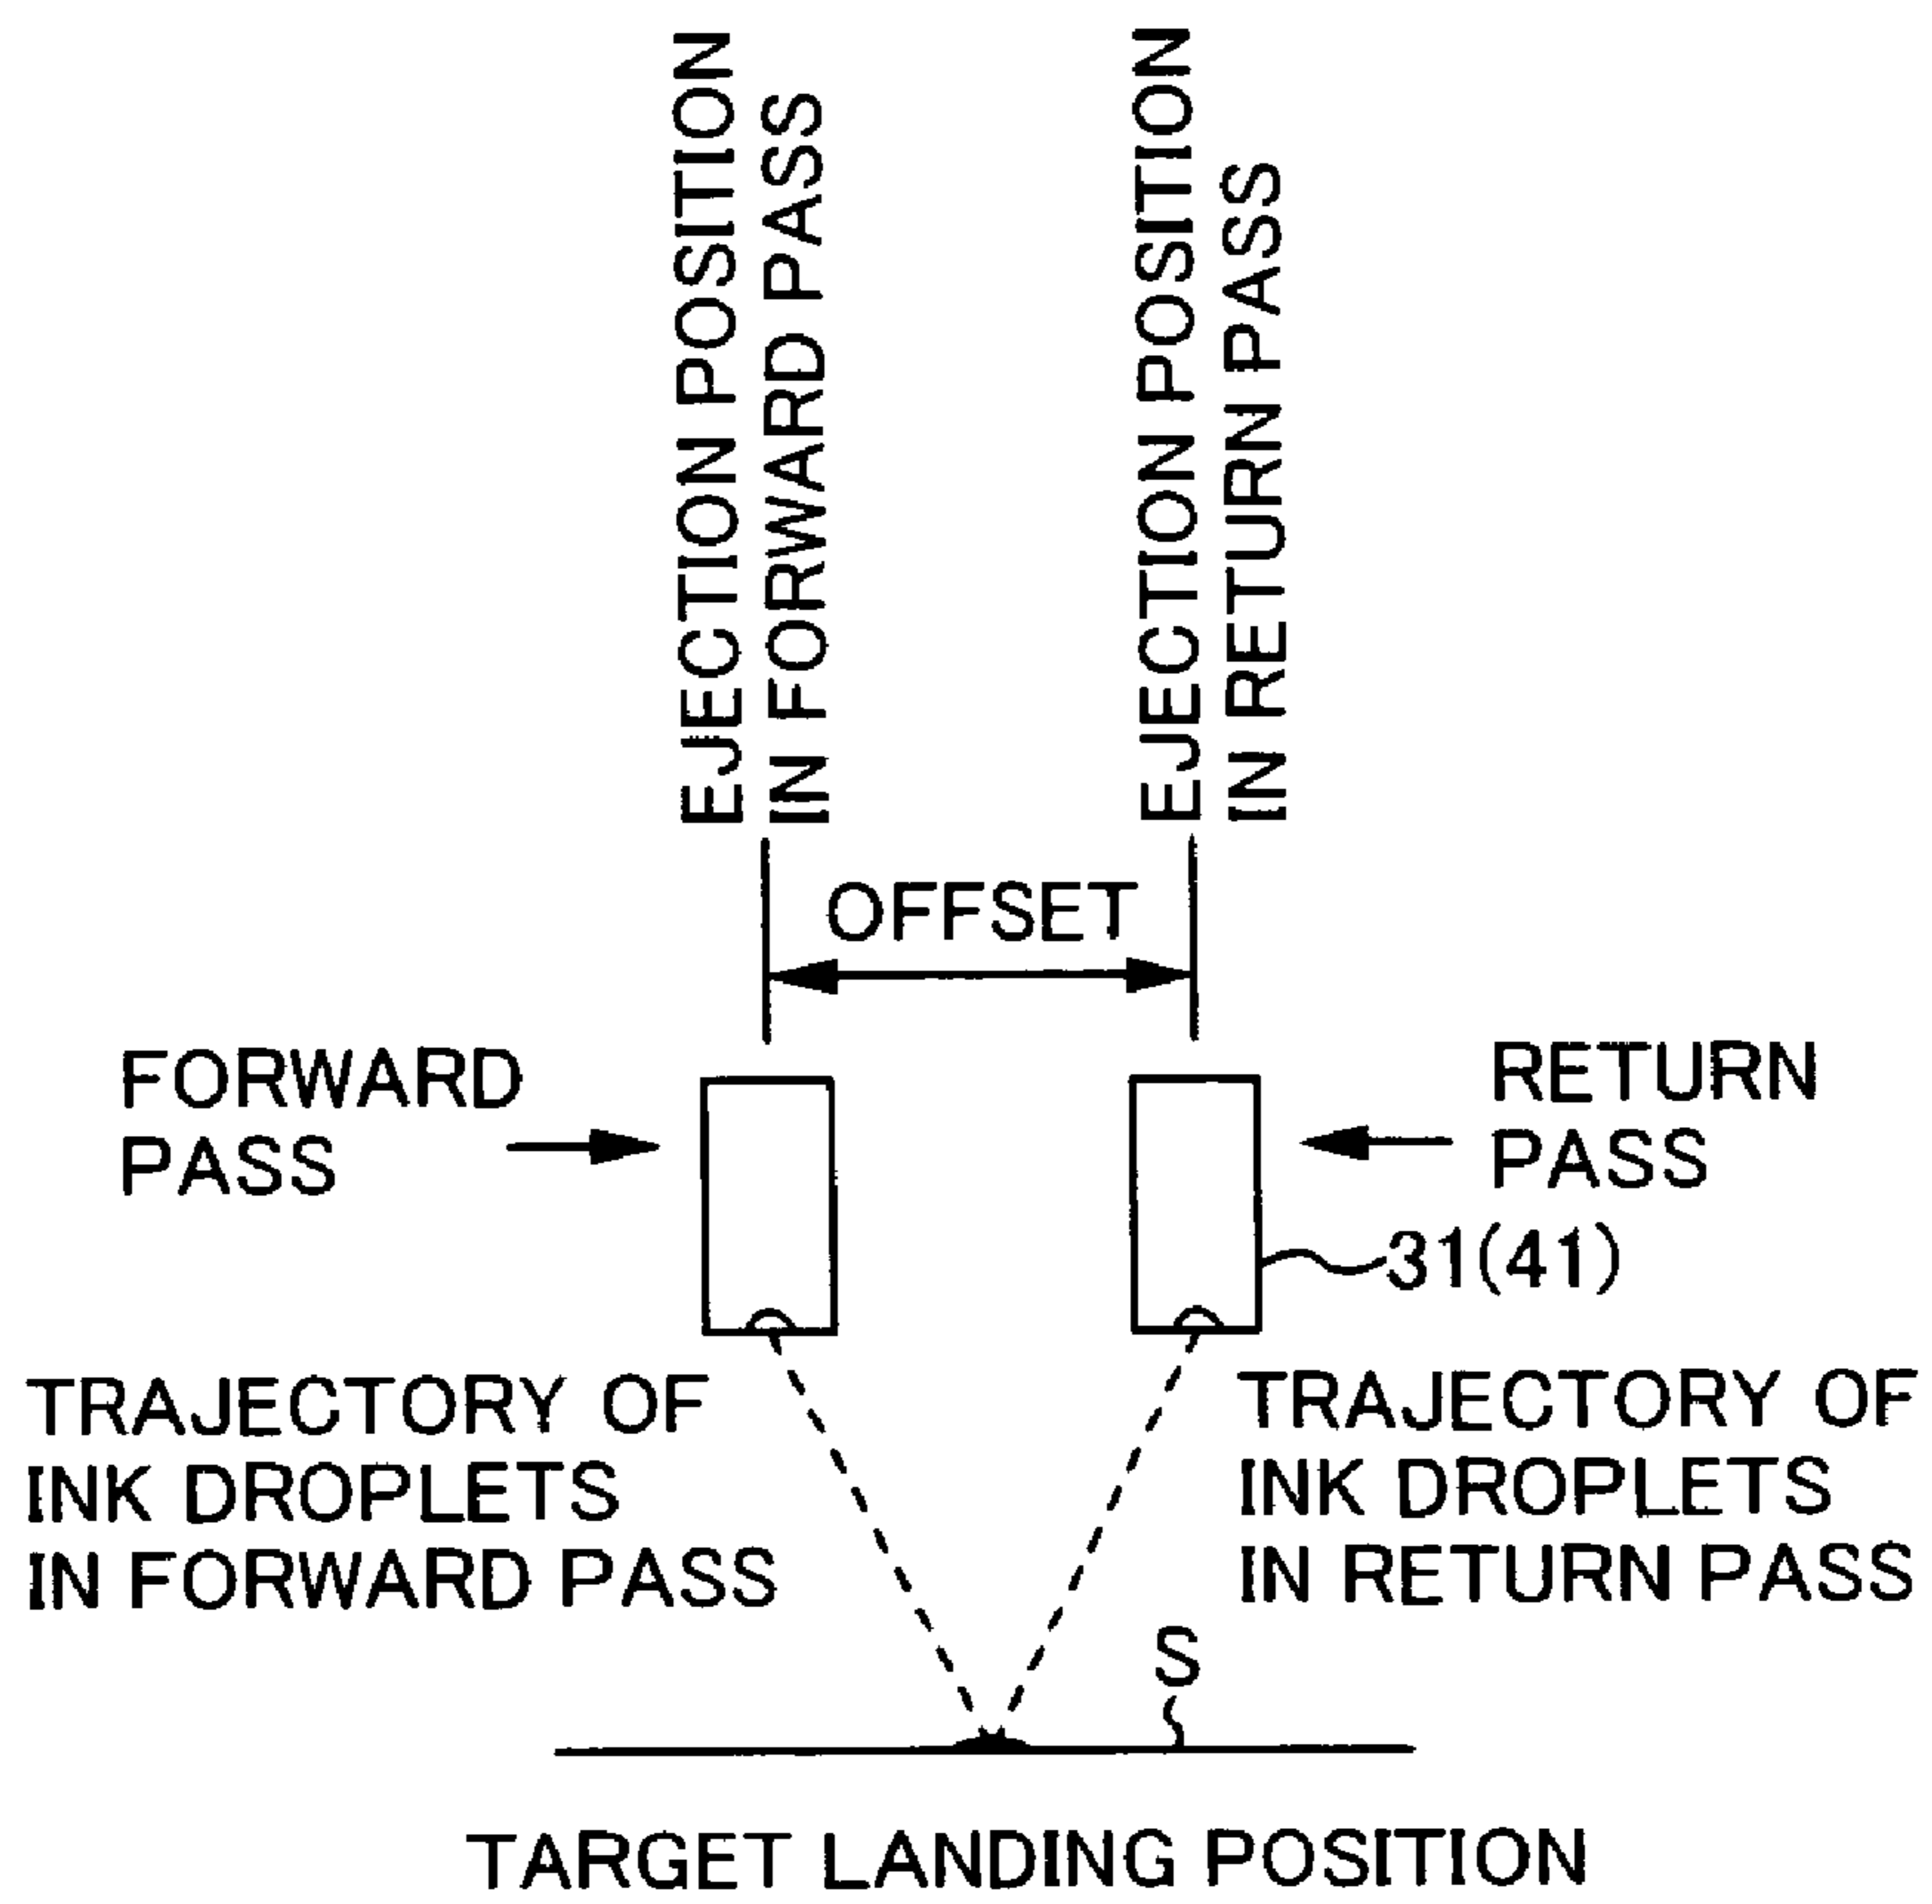 EJECTION POSITION
IN FORWARD PASS
EJECTION POSITION
IN RETURN PASS
OFFSET
FORWARD
PASS
RETURN
PASS
31(41)
TRAJECTORY OF
INK DROPLETS
IN FORWARD PASS
TRAJECTORY OF
INK DROPLETS
IN RETURN PASS
S
TARGET LANDING POSITION